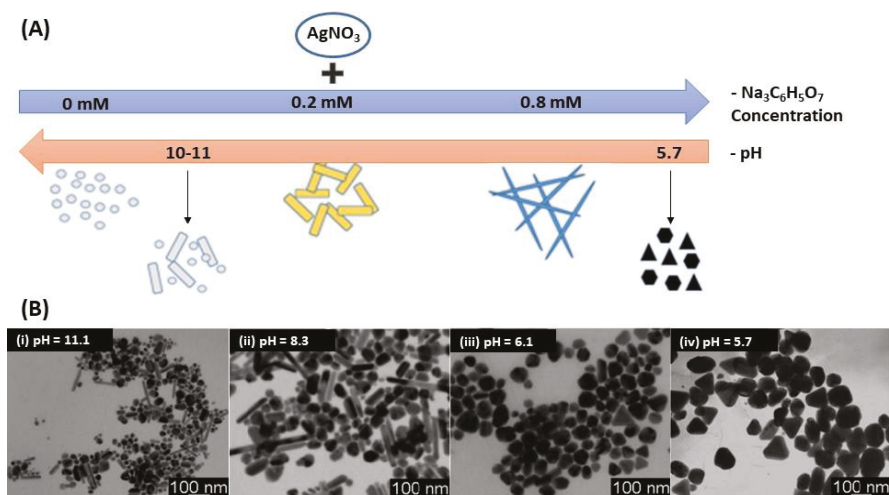 (A)
AgNO₃
+
0 mM 0.2 mM 0.8 mM
- Na₃C₆H₅O₇
Concentration
10-11 5.7 - pH
(B)
(i) pH = 11.1 (ii) pH = 8.3 (iii) pH = 6.1 (iv) pH = 5.7
100 nm 100 nm 100 nm 100 nm